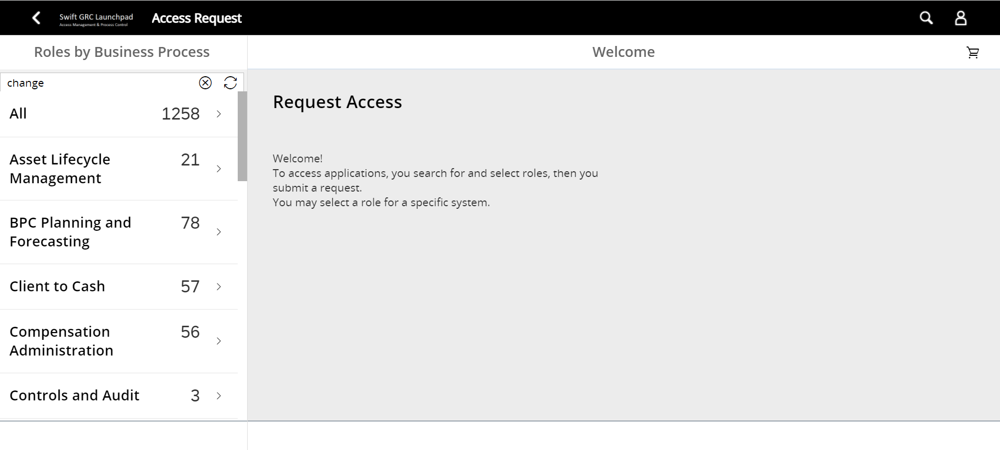 Swift GRC Launchpad
Access Management & Process Control
Access Request
Roles by Business Process
Welcome
change
All 1258
Asset Lifecycle 21
Management
BPC Planning and 78
Forecasting
Client to Cash 57
Compensation 56
Administration
Controls and Audit 3
Request Access
Welcome!
To access applications, you search for and select roles, then you
submit a request.
You may select a role for a specific system.